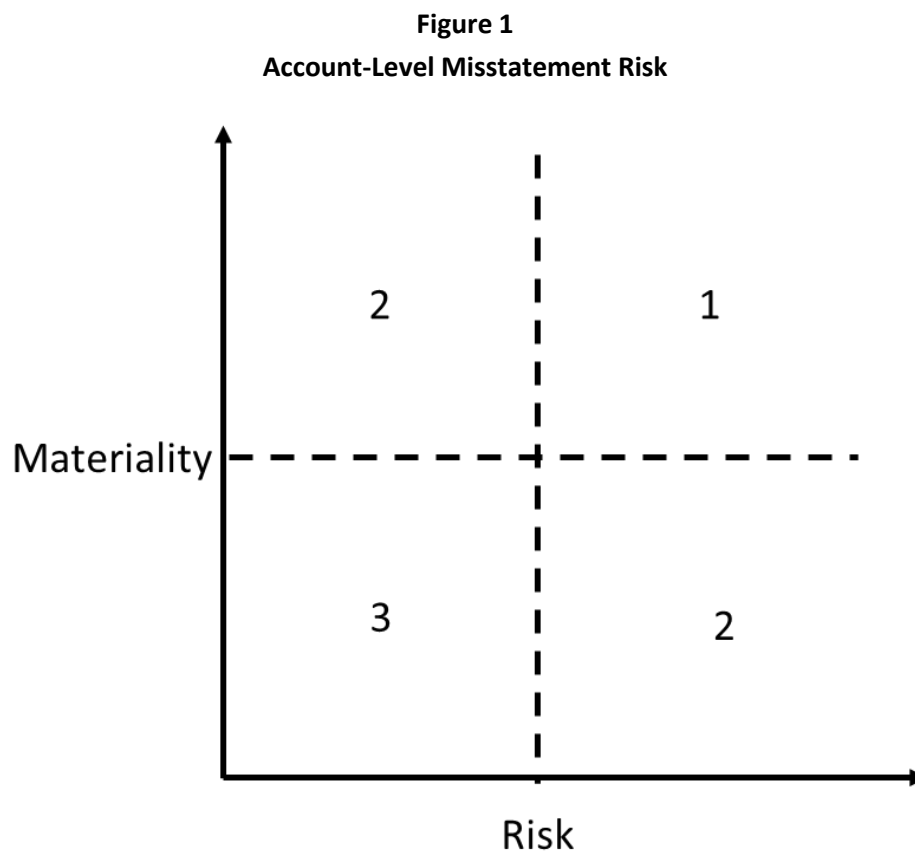 Figure 1
Account-Level Misstatement Risk
2 1
Materiality
3 2
Risk